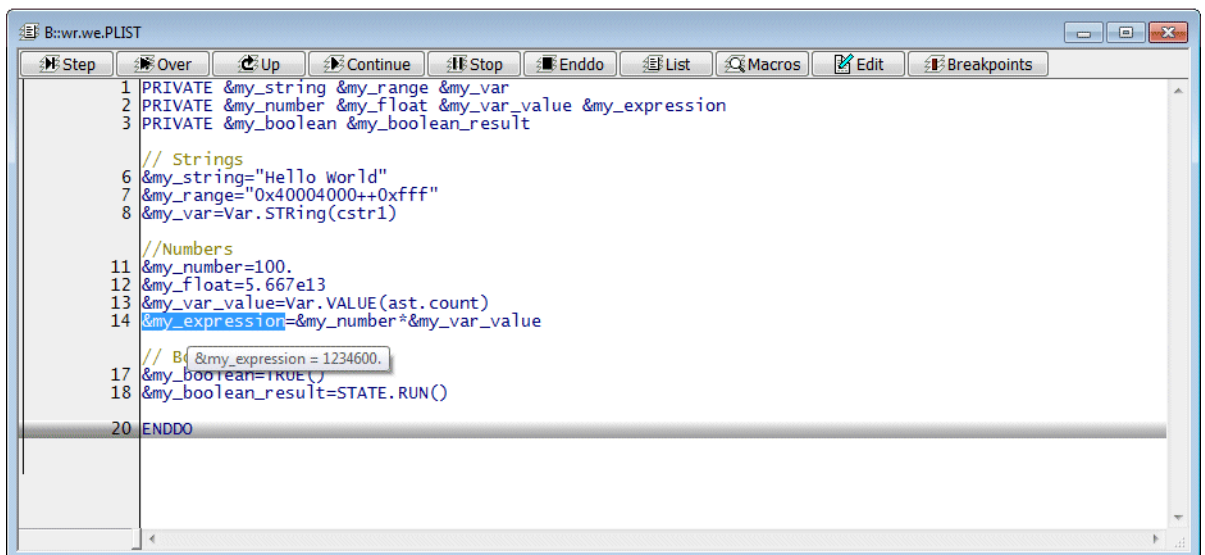 B::wr.we.PLIST
Step Over Up Continue Stop Enddo List Macros Edit Breakpoints
1 PRIVATE &my_string &my_range &my_var
2 PRIVATE &my_number &my_float &my_var_value &my_expression
3 PRIVATE &my_boolean &my_boolean_result
// Strings
6 &my_string="Hello World"
7 &my_range="0x40004000++0xfff"
8 &my_var=Var.STRing(cstr1)
//Numbers
11 &my_number=100.
12 &my_float=5.667e13
13 &my_var_value=Var.VALUE(ast.count)
14 &my_expression=&my_number*&my_var_value
// Bo
&my_expression = 1234600.
17 &my_boolean=TRUE()
18 &my_boolean_result=STATE.RUN()
20 ENDDO